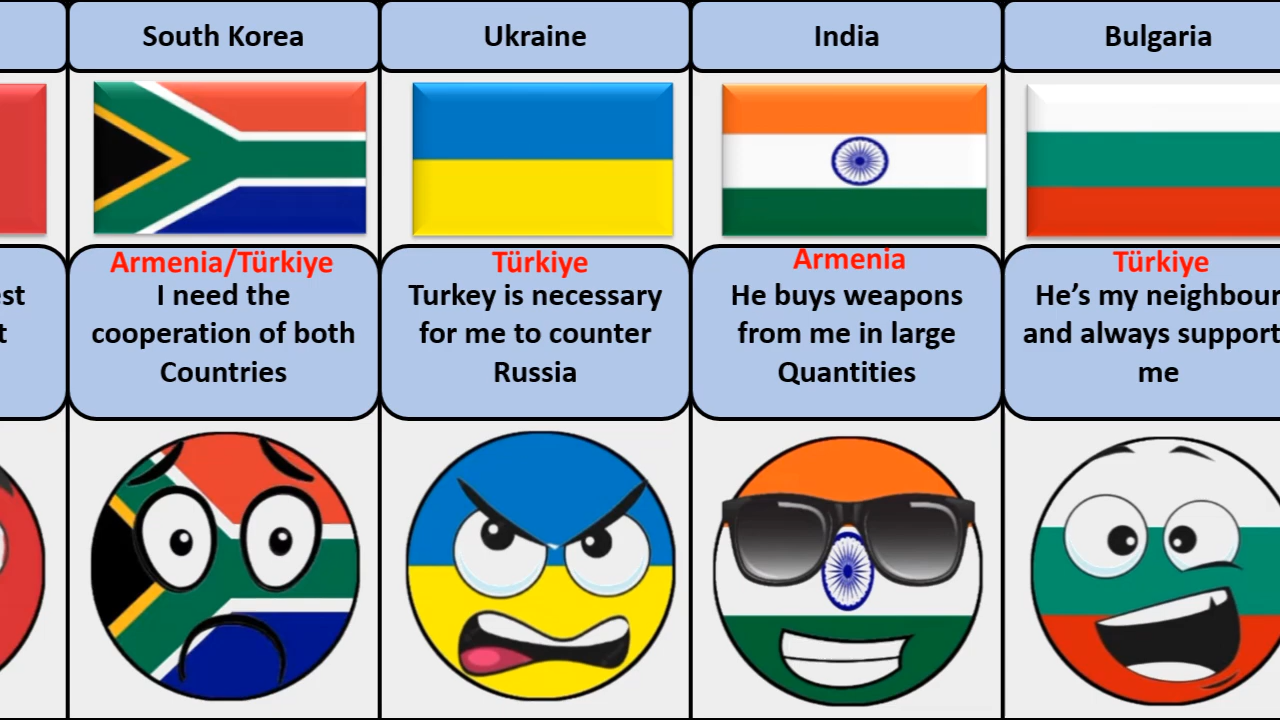 South Korea
Ukraine
India
Bulgaria
est
t
Armenia/Türkiye
I need the
cooperation of both
Countries
Türkiye
Turkey is necessary
for me to counter
Russia
Armenia
He buys weapons
from me in large
Quantities
Türkiye
He’s my neighbour
and always support
me